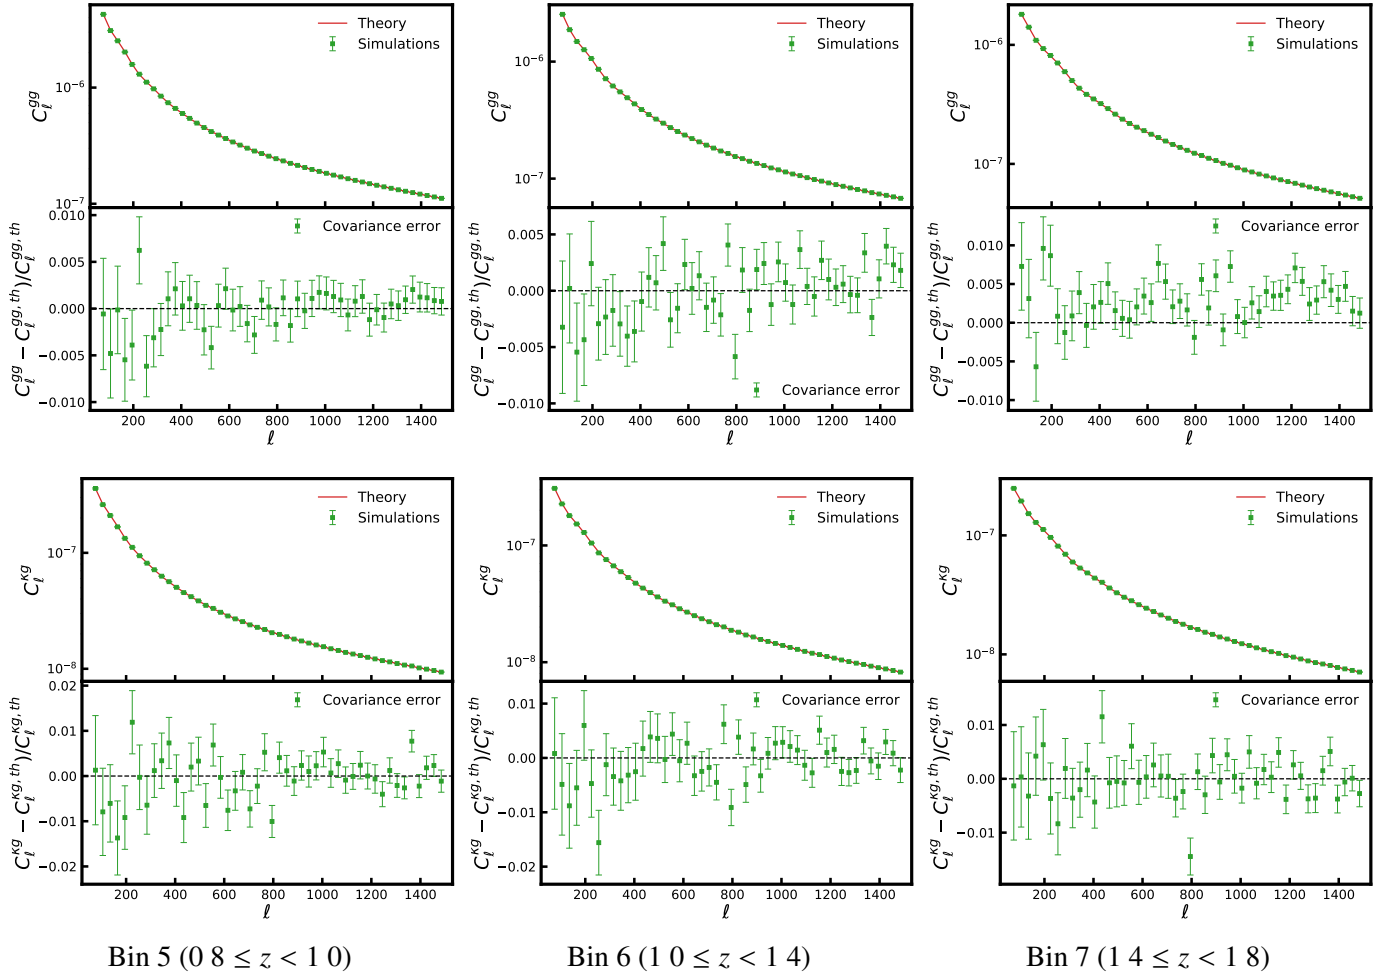 Theory
Simulations
10⁻⁶
10⁻⁷
C_ℓ^{gg}
0.010
0.005
0.000
−0.005
−0.010
(C_ℓ^{gg} − C_ℓ^{gg, th})/C_ℓ^{gg, th}
Covariance error
200 400 600 800 1000 1200 1400
ℓ
Theory
Simulations
10⁻⁶
10⁻⁷
C_ℓ^{gg}
0.005
0.000
−0.005
−0.010
C_ℓ^{gg} − C_ℓ^{gg, th})/C_ℓ^{gg, th}
Covariance error
200 400 600 800 1000 1200 1400
ℓ
Theory
Simulations
10⁻⁶
10⁻⁷
C_ℓ^{gg}
0.010
0.005
0.000
−0.005
−0.010
C_ℓ^{gg} − C_ℓ^{gg, th})/C_ℓ^{gg, th}
Covariance error
200 400 600 800 1000 1200 1400
ℓ
Theory
Simulations
10⁻⁷
10⁻⁸
C_ℓ^{κg}
0.02
0.01
0.00
−0.01
−0.02
C_ℓ^{κg} − C_ℓ^{κg, th})/C_ℓ^{κg, th}
Covariance error
200 400 600 800 1000 1200 1400
ℓ
Theory
Simulations
10⁻⁷
10⁻⁸
C_ℓ^{κg}
0.01
0.00
−0.01
−0.02
C_ℓ^{κg} − C_ℓ^{κg, th})/C_ℓ^{κg, th}
Covariance error
200 400 600 800 1000 1200 1400
ℓ
Theory
Simulations
10⁻⁷
10⁻⁸
C_ℓ^{κg}
0.01
0.00
−0.01
C_ℓ^{κg} − C_ℓ^{κg, th})/C_ℓ^{κg, th}
Covariance error
200 400 600 800 1000 1200 1400
ℓ
Bin 5 (0 8 ≤ z < 1 0)
Bin 6 (1 0 ≤ z < 1 4)
Bin 7 (1 4 ≤ z < 1 8)